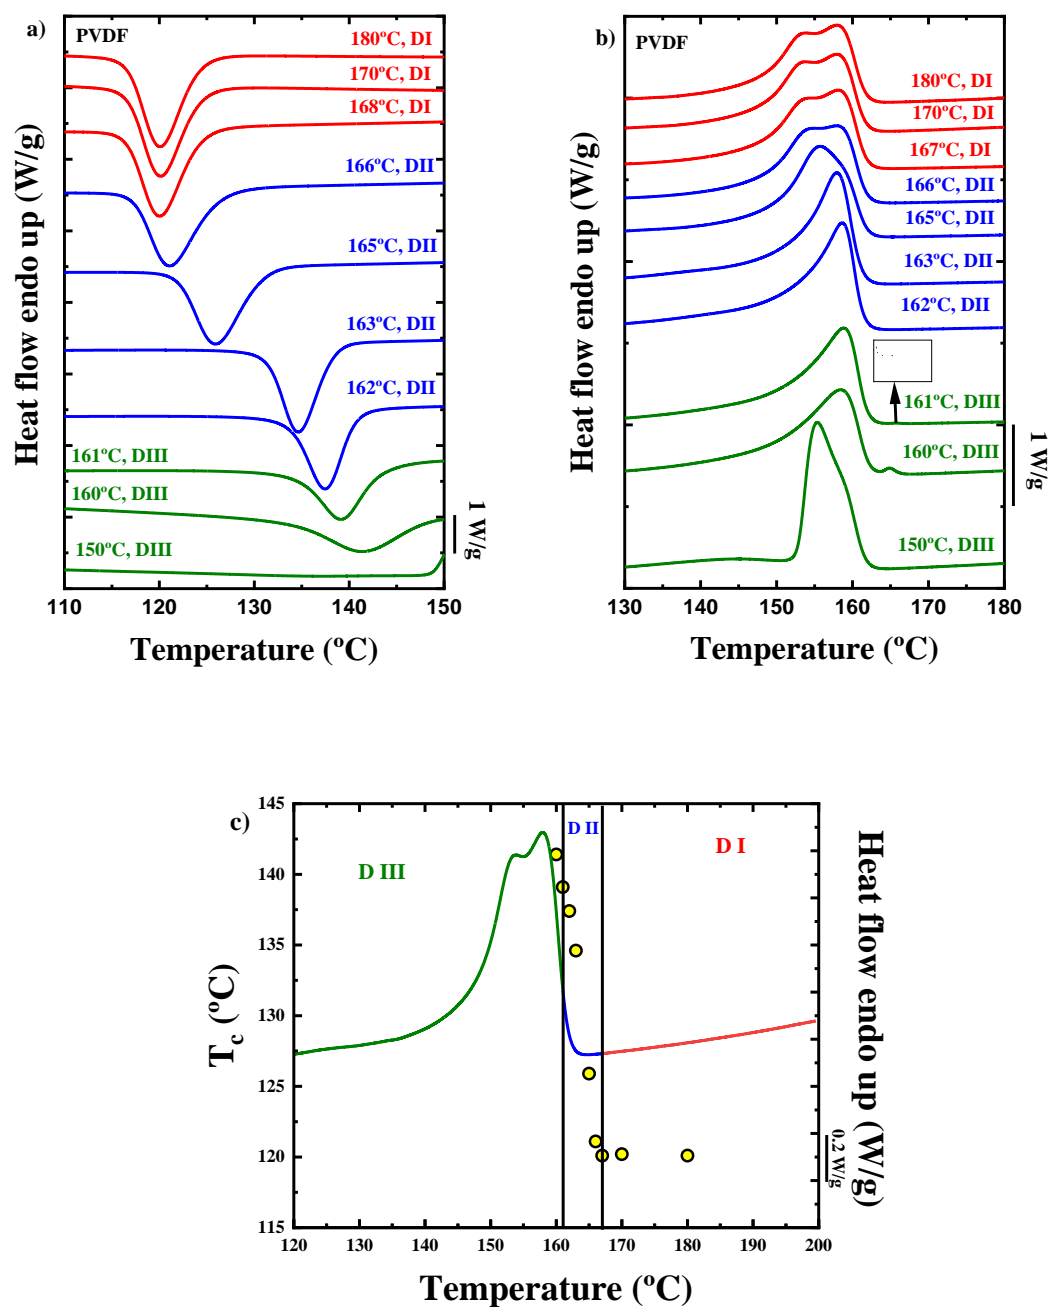 a)
PVDF
180ºC, DI
170ºC, DI
168ºC, DI
166ºC, DII
165ºC, DII
163ºC, DII
162ºC, DII
161ºC, DIII
160ºC, DIII
150ºC, DIII
1 W/g
Heat flow endo up (W/g)
110 120 130 140 150
Temperature (ºC)
b)
PVDF
180ºC, DI
170ºC, DI
167ºC, DI
166ºC, DII
165ºC, DII
163ºC, DII
162ºC, DII
161ºC, DIII
160ºC, DIII
150ºC, DIII
1 W/g
Heat flow endo up (W/g)
130 140 150 160 170 180
Temperature (ºC)
c)
D III
D II
D I
145
140
135
130
125
120
115
Tc (ºC)
Heat flow endo up (W/g)
0.2 W/g
120 130 140 150 160 170 180 190 200
Temperature (ºC)